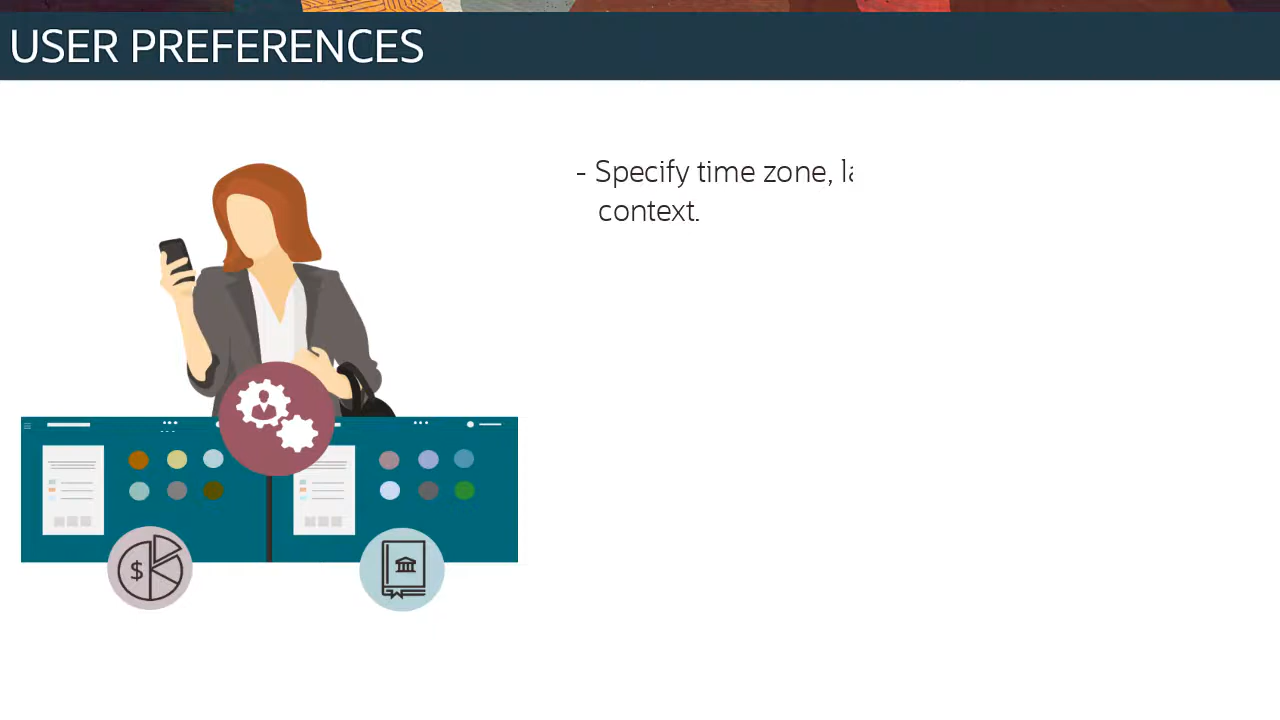 USER PREFERENCES
- Specify time zone,
context.
$